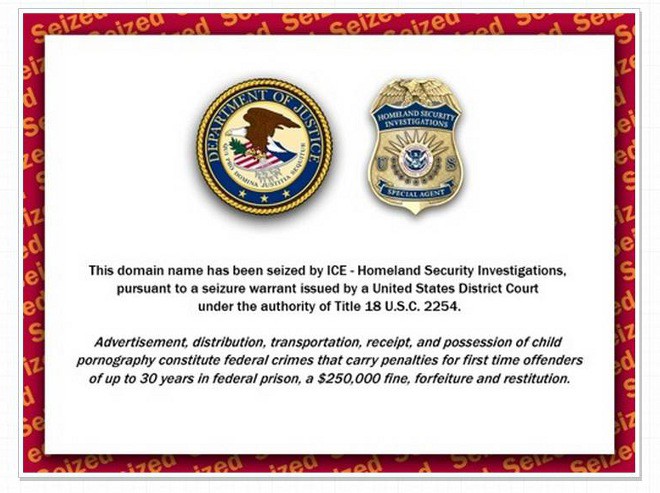 DEPARTMENT OF JUSTICE
QUI PRO DOMINA JUSTITIA SEQUITUR
HOMELAND SECURITY
INVESTIGATIONS
U S
SPECIAL AGENT
This domain name has been seized by ICE - Homeland Security Investigations,
pursuant to a seizure warrant issued by a United States District Court
under the authority of Title 18 U.S.C. 2254.
Advertisement, distribution, transportation, receipt, and possession of child
pornography constitute federal crimes that carry penalties for first time offenders
of up to 30 years in federal prison, a $250,000 fine, forfeiture and restitution.
Seized Seized Seized Seized Seized